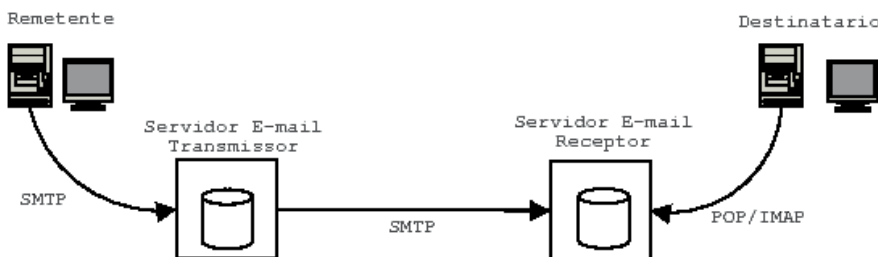 Remetente
Destinatario
Servidor E-mail
Transmissor
Servidor E-mail
Receptor
SMTP
SMTP
POP/IMAP